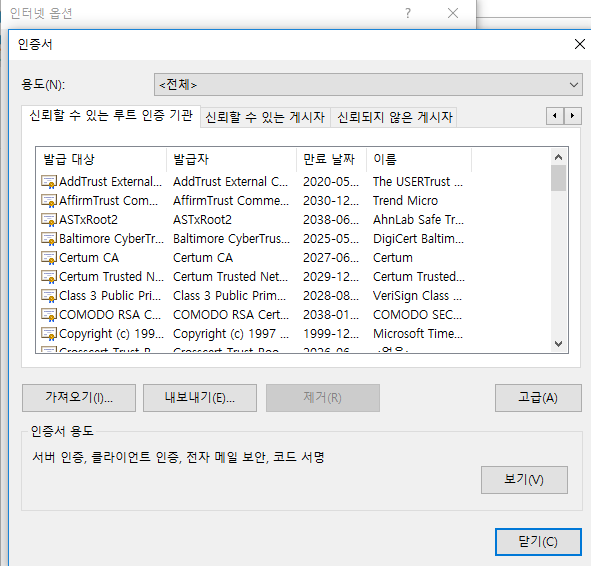 인터넷 옵션
인증서
용도(N): <전체>
신뢰할 수 있는 루트 인증 기관 신뢰할 수 있는 게시자 신뢰되지 않은 게시자
발급 대상 발급자 만료 날짜 이름
AddTrust External... AddTrust External C... 2020-05... The USERTrust ...
AffirmTrust Com... AffirmTrust Comme... 2030-12... Trend Micro
ASTxRoot2 ASTxRoot2 2038-06... AhnLab Safe Tr...
Baltimore CyberTr... Baltimore CyberTrus... 2025-05... DigiCert Baltim...
Certum CA Certum CA 2027-06... Certum
Certum Trusted N... Certum Trusted Net... 2029-12... Certum Trusted...
Class 3 Public Pri... Class 3 Public Prim... 2028-08... VeriSign Class ...
COMODO RSA C... COMODO RSA Cert... 2038-01... COMODO SEC...
Copyright (c) 199... Copyright (c) 1997 ... 1999-12... Microsoft Time...
가져오기(I)... 내보내기(E)... 제거(R) 고급(A)
인증서 용도
서버 인증, 클라이언트 인증, 전자 메일 보안, 코드 서명
보기(V)
닫기(C)